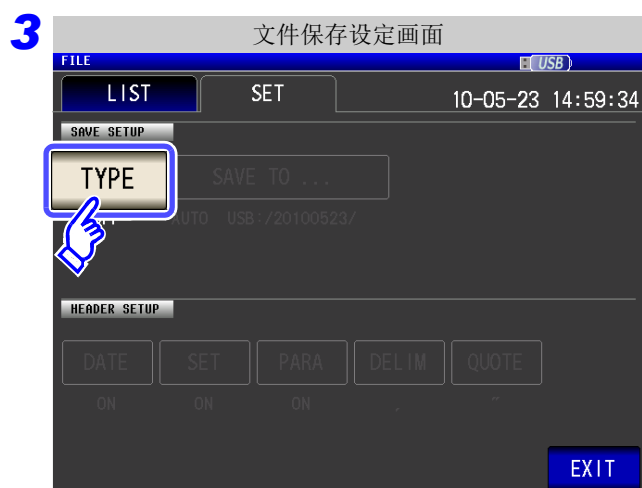 3
文件保存设定画面
FILE
USB
LIST
SET
10-05-23 14:59:34
SAVE SETUP
TYPE
SAVE TO ...
AUTO USB:/20100523/
HEADER SETUP
DATE
SET
PARA
DELIM
QUOTE
ON
ON
ON
,
EXIT